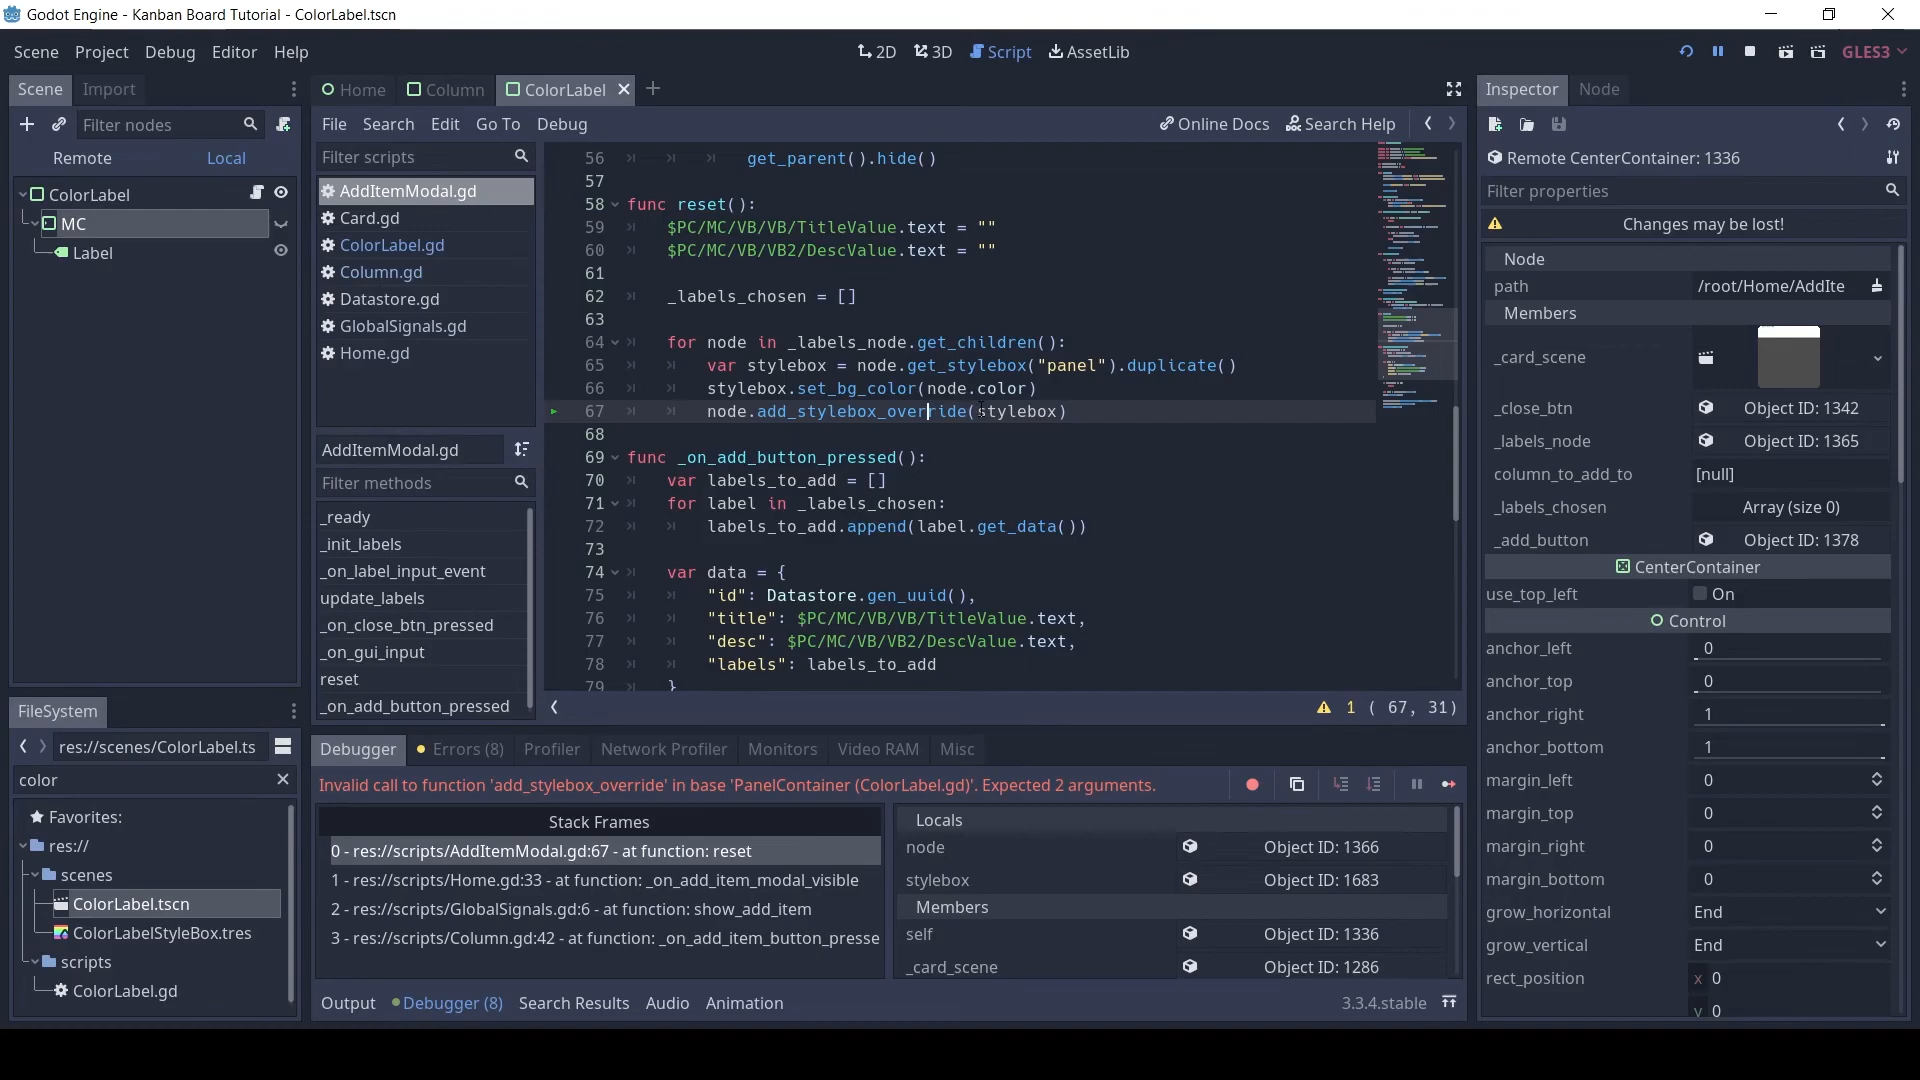 Godot Engine - Kanban Board Tutorial - ColorLabel.tscn
Scene Project Debug Editor Help
2D 3D Script AssetLib
GLES3
Scene Import
Filter nodes
Remote Local
ColorLabel
MC
Label
FileSystem
res://scenes/ColorLabel.ts
color
Favorites:
res://
scenes
ColorLabel.tscn
ColorLabelStyleBox.tres
scripts
ColorLabel.gd
Home Column ColorLabel
File Search Edit Go To Debug
Online Docs Search Help
Filter scripts
AddItemModal.gd
Card.gd
ColorLabel.gd
Column.gd
Datastore.gd
GlobalSignals.gd
Home.gd
AddItemModal.gd
Filter methods
_ready
_init_labels
_on_label_input_event
update_labels
_on_close_btn_pressed
_on_gui_input
reset
_on_add_button_pressed
56 get_parent().hide()
57
58 func reset():
59 $PC/MC/VB/VB/TitleValue.text = ""
60 $PC/MC/VB/VB2/DescValue.text = ""
61
62 _labels_chosen = []
63
64 for node in _labels_node.get_children():
65 var stylebox = node.get_stylebox("panel").duplicate()
66 stylebox.set_bg_color(node.color)
67 node.add_stylebox_override(stylebox)
68
69 func _on_add_button_pressed():
70 var labels_to_add = []
71 for label in _labels_chosen:
72 labels_to_add.append(label.get_data())
73
74 var data = {
75 "id": Datastore.gen_uuid(),
76 "title": $PC/MC/VB/VB/TitleValue.text,
77 "desc": $PC/MC/VB/VB2/DescValue.text,
78 "labels": labels_to_add
79 }
1 ( 67, 31)
Debugger Errors (8) Profiler Network Profiler Monitors Video RAM Misc
Invalid call to function 'add_stylebox_override' in base 'PanelContainer (ColorLabel.gd)'. Expected 2 arguments.
Stack Frames
0 - res://scripts/AddItemModal.gd:67 - at function: reset
1 - res://scripts/Home.gd:33 - at function: _on_add_item_modal_visible
2 - res://scripts/GlobalSignals.gd:6 - at function: show_add_item
3 - res://scripts/Column.gd:42 - at function: _on_add_item_button_presse
Locals
node Object ID: 1366
stylebox Object ID: 1683
Members
self Object ID: 1336
_card_scene Object ID: 1286
Output Debugger (8) Search Results Audio Animation
3.3.4.stable
Inspector Node
Remote CenterContainer: 1336
Filter properties
Changes may be lost!
Node
path /root/Home/AddIte
Members
_card_scene
_close_btn Object ID: 1342
_labels_node Object ID: 1365
column_to_add_to [null]
_labels_chosen Array (size 0)
_add_button Object ID: 1378
CenterContainer
use_top_left On
Control
anchor_left 0
anchor_top 0
anchor_right 1
anchor_bottom 1
margin_left 0
margin_top 0
margin_right 0
margin_bottom 0
grow_horizontal End
grow_vertical End
rect_position x 0
y 0